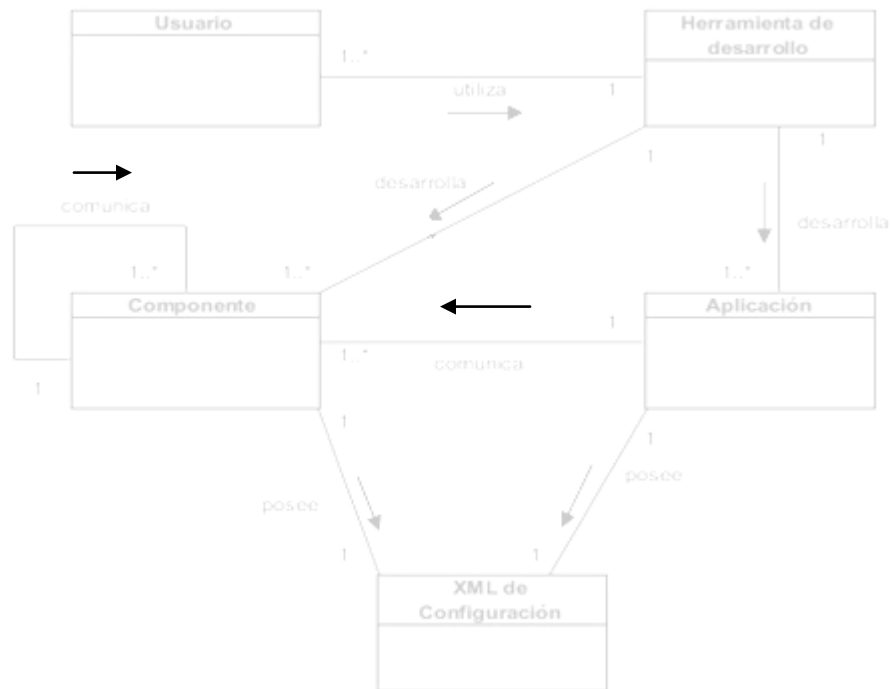 Usuario
Herramienta de
desarrollo
1..*
utiliza
1
1
1
desarrolla
desarrolla
comunica
1..*
1..*
1..*
Componente
Aplicación
1
1..*
comunica
1
1
1
posee
posee
1
1
XML de
Configuración